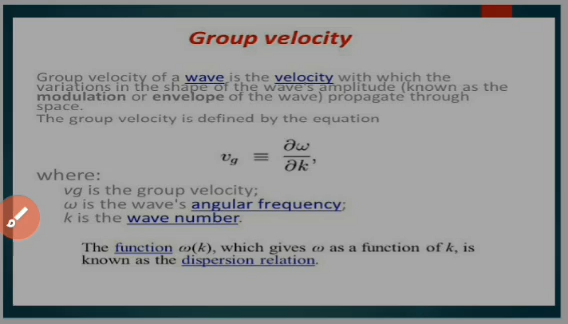 Group velocity
Group velocity of a wave is the velocity with which the
variations in the shape of the wave's amplitude (known as the
modulation or envelope of the wave) propagate through
space.
The group velocity is defined by the equation
v_g ≡ ∂ω/∂k,
where:
vg is the group velocity;
ω is the wave's angular frequency;
k is the wave number.
The function ω(k), which gives ω as a function of k, is
known as the dispersion relation.